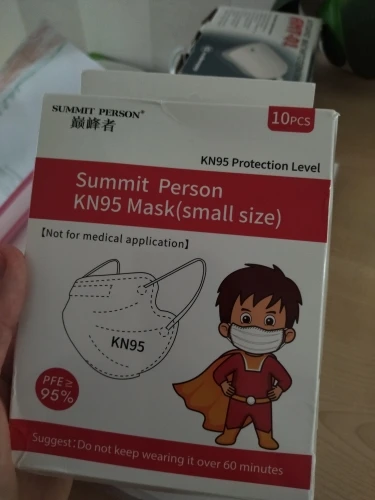 SUMMIT PERSON®
巅峰者
10PCS
KN95 Protection Level
Summit Person
KN95 Mask(small size)
【Not for medical application】
KN95
PFE≥
95%
Suggest:Do not keep wearing it over 60 minutes